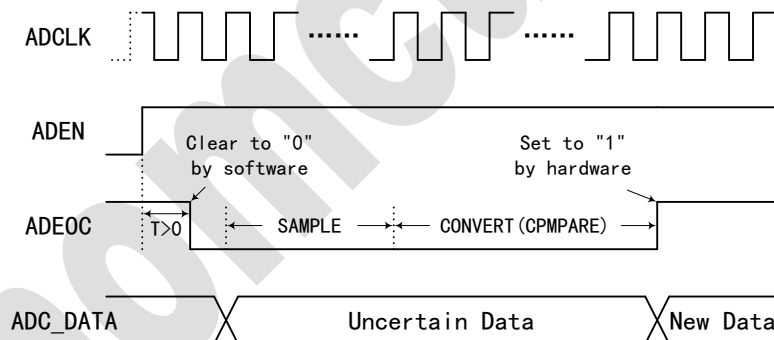 ADCLK
ADEN
Clear to "0"
by software
Set to "1"
by hardware
ADEOC
T>0
SAMPLE
CONVERT(CPMPARE)
ADC_DATA
Uncertain Data
New Data